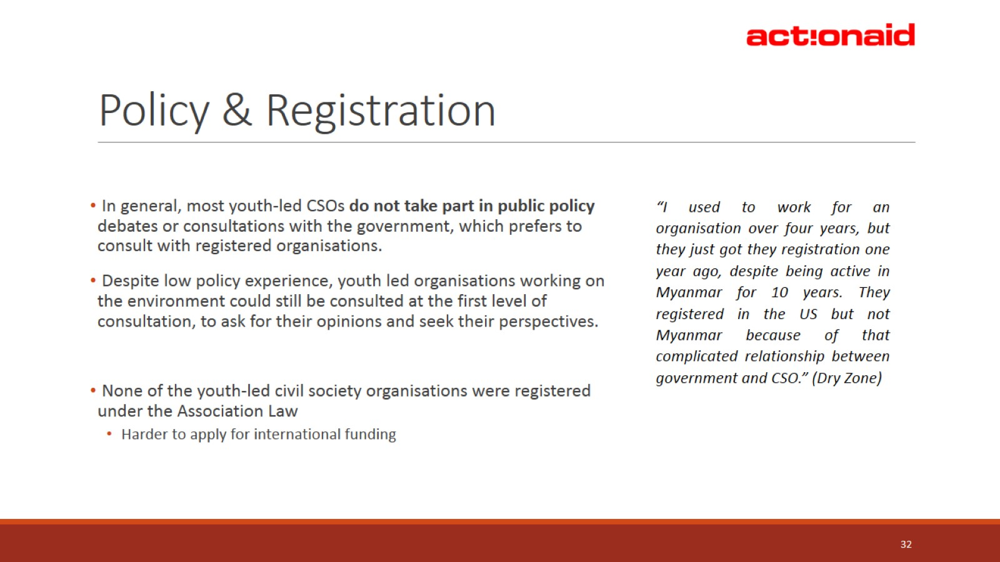 act!onaid
Policy & Registration
• In general, most youth-led CSOs do not take part in public policy
debates or consultations with the government, which prefers to
consult with registered organisations.
• Despite low policy experience, youth led organisations working on
the environment could still be consulted at the first level of
consultation, to ask for their opinions and seek their perspectives.
• None of the youth-led civil society organisations were registered
under the Association Law
• Harder to apply for international funding
“I used to work for an
organisation over four years, but
they just got they registration one
year ago, despite being active in
Myanmar for 10 years. They
registered in the US but not
Myanmar because of that
complicated relationship between
government and CSO.” (Dry Zone)
32